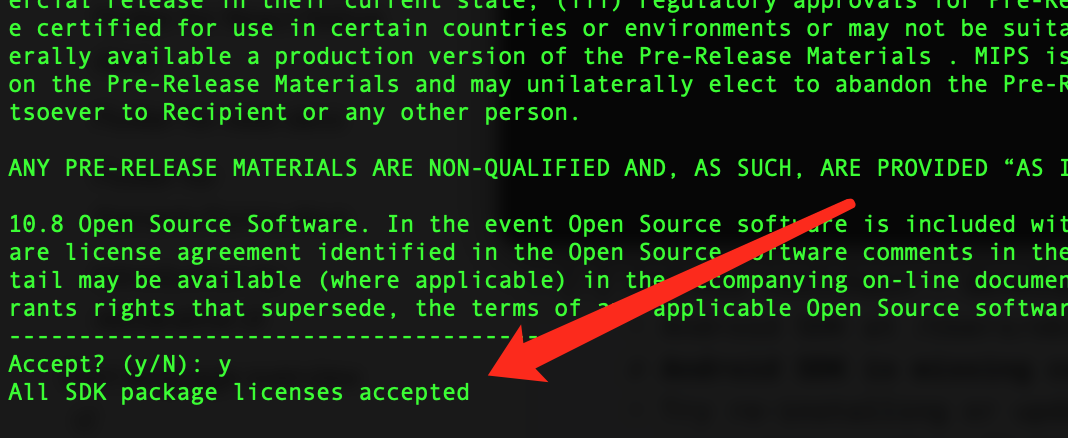 ercial release in their current state, (iii) regulatory approvals for Pre-Re
e certified for use in certain countries or environments or may not be suita
erally available a production version of the Pre-Release Materials . MIPS is
on the Pre-Release Materials and may unilaterally elect to abandon the Pre-R
tsoever to Recipient or any other person.
ANY PRE-RELEASE MATERIALS ARE NON-QUALIFIED AND, AS SUCH, ARE PROVIDED “AS I
10.8 Open Source Software. In the event Open Source software is included wit
are license agreement identified in the Open Source software comments in the
tail may be available (where applicable) in the accompanying on-line documen
rants rights that supersede, the terms of any applicable Open Source softwar
--------------------------------------
Accept? (y/N): y
All SDK package licenses accepted